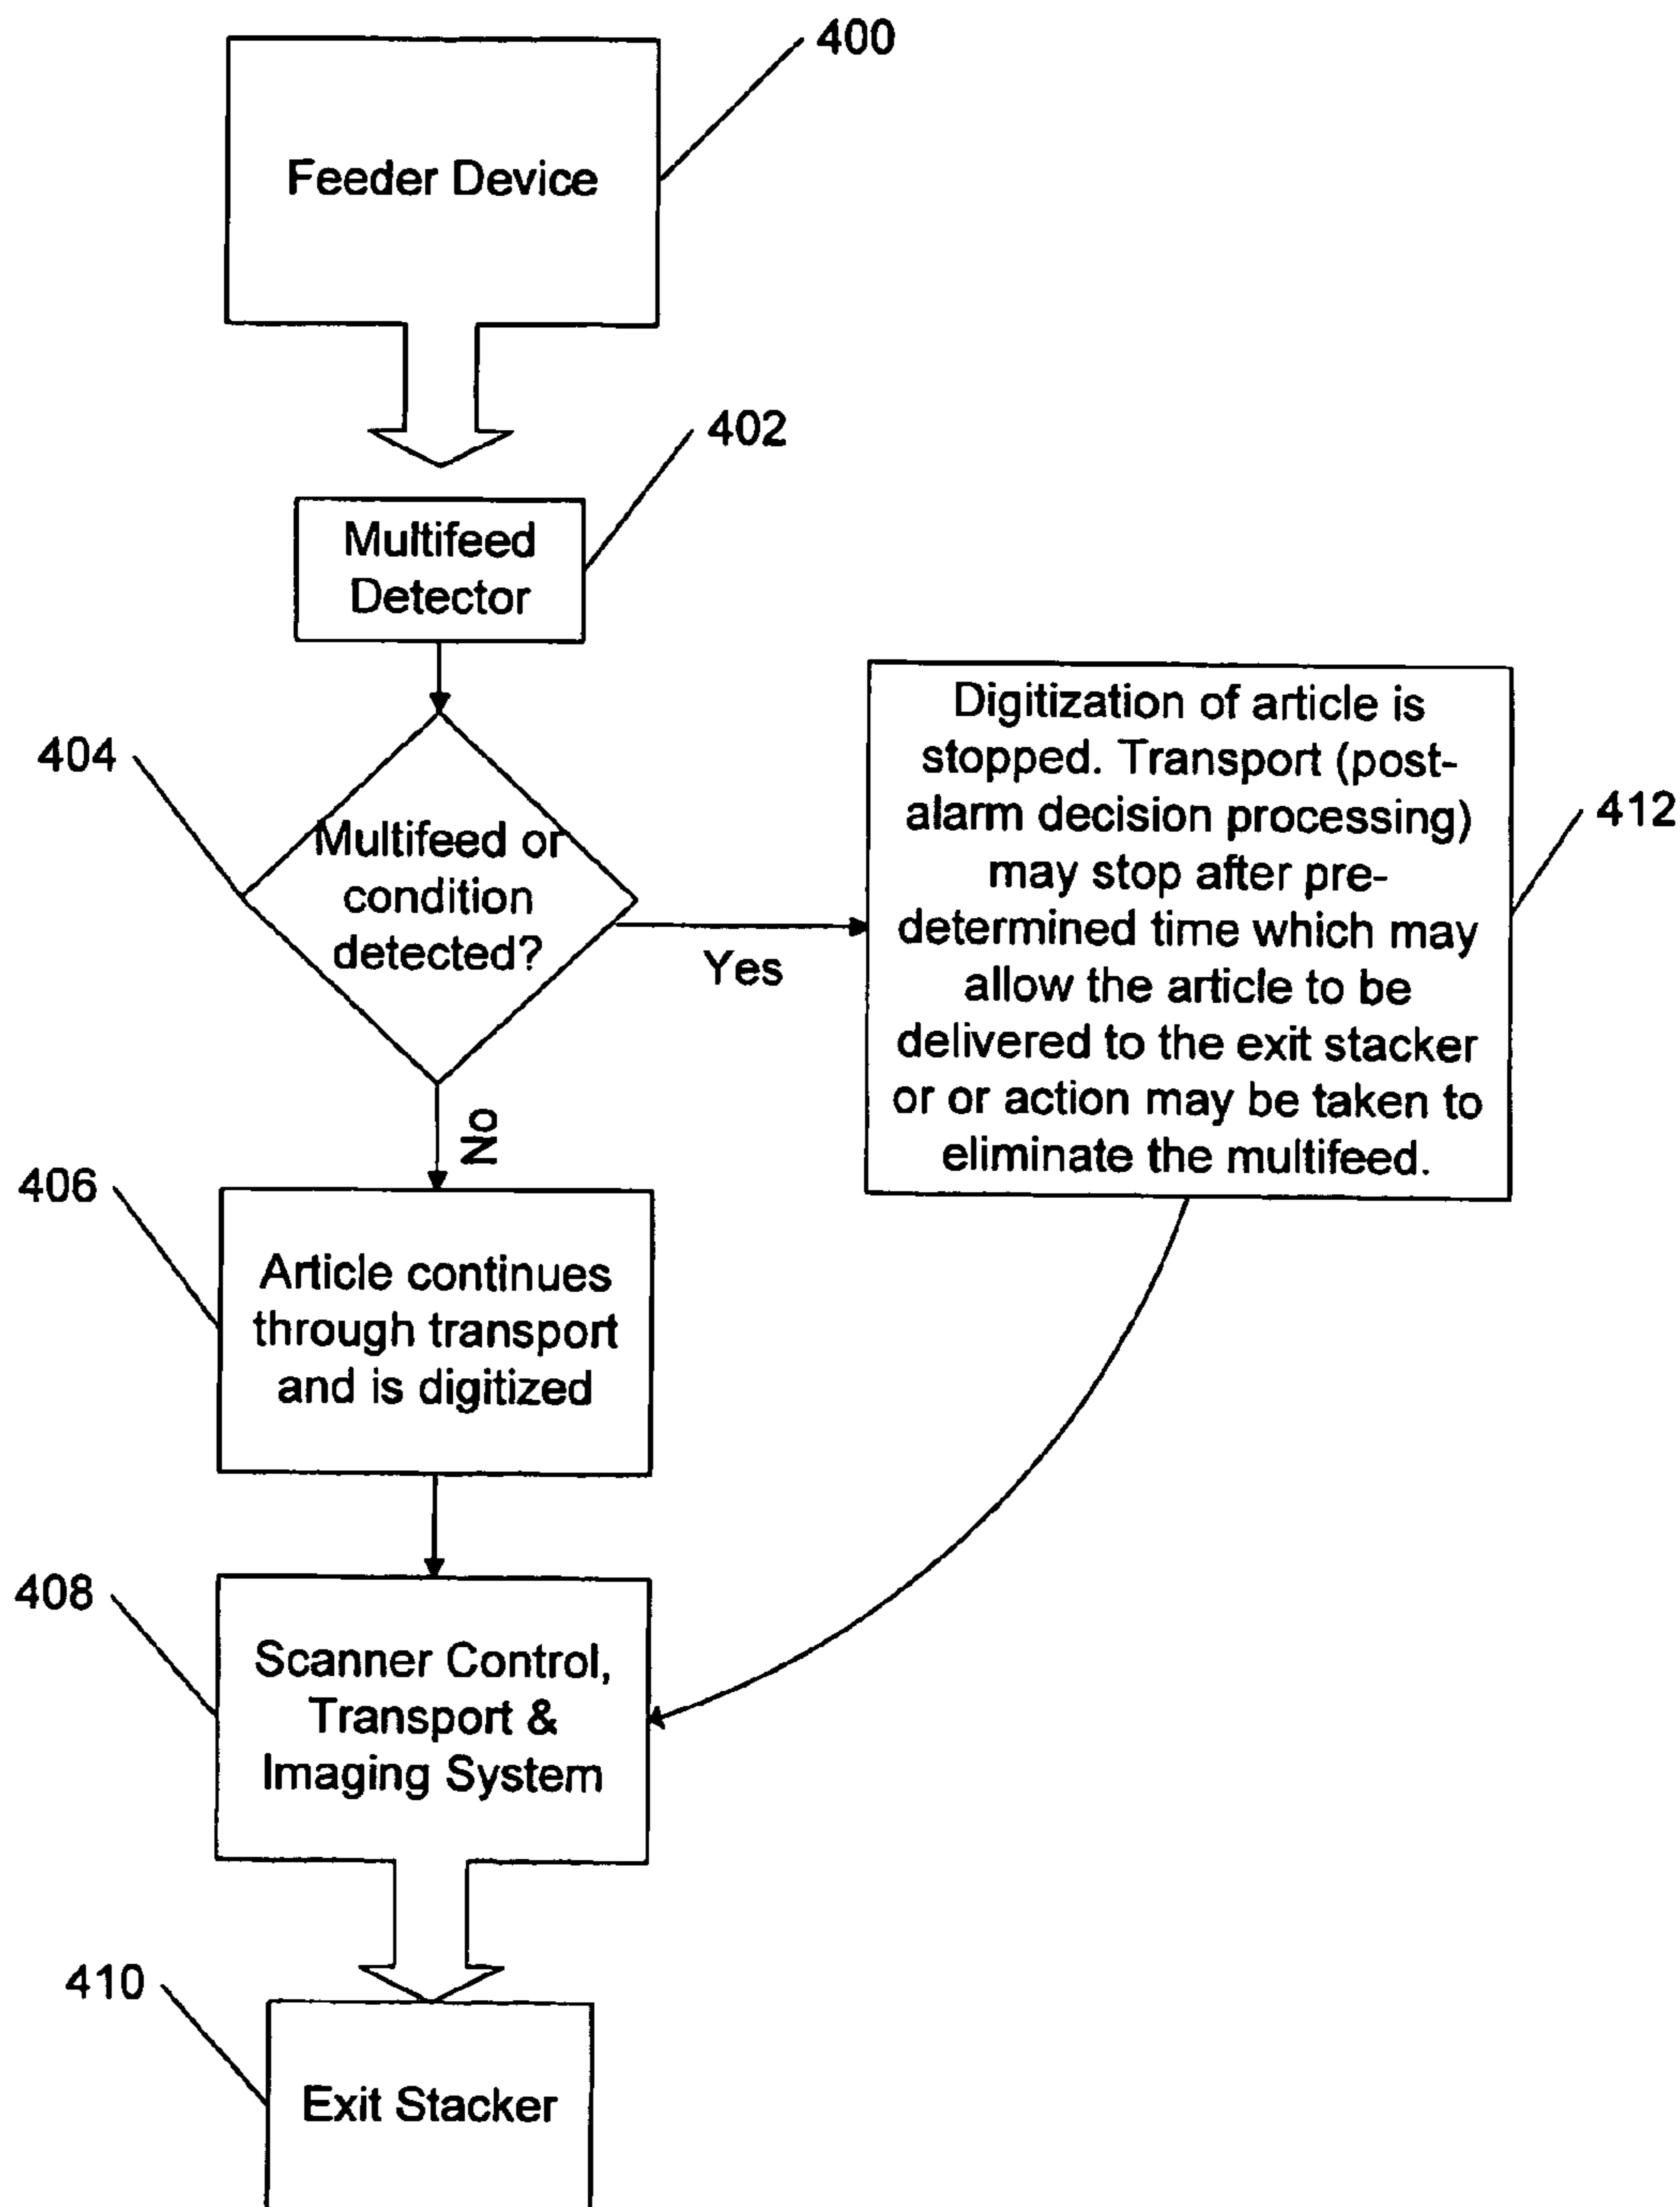 400
Feeder Device
402
Multifeed
Detector
404
Multifeed or
condition
detected?
Yes
No
Digitization of article is
stopped. Transport (post-
alarm decision processing)
may stop after pre-
determined time which may
allow the article to be
delivered to the exit stacker
or or action may be taken to
eliminate the multifeed.
412
406
Article continues
through transport
and is digitized
408
Scanner Control,
Transport &
Imaging System
410
Exit Stacker